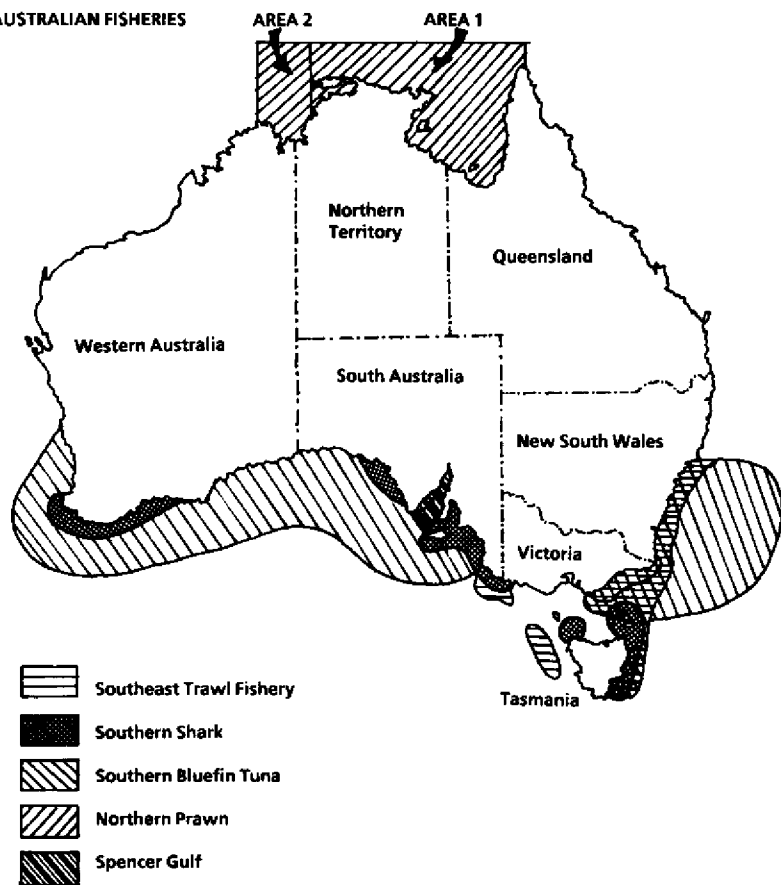 AUSTRALIAN FISHERIES
AREA 2
AREA 1
Northern
Territory
Queensland
Western Australia
South Australia
New South Wales
Victoria
Tasmania
Southeast Trawl Fishery
Southern Shark
Southern Bluefin Tuna
Northern Prawn
Spencer Gulf